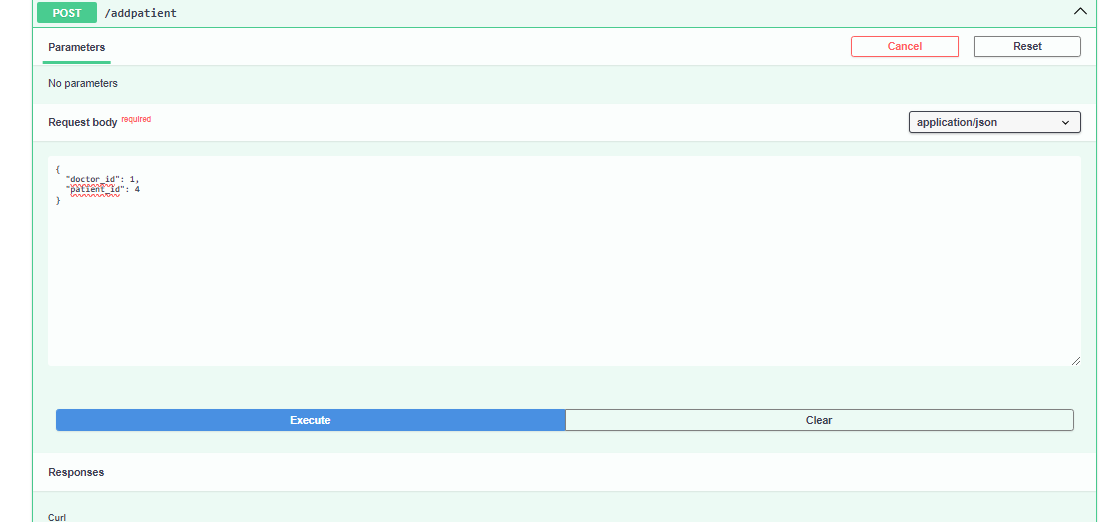 POST /addpatient
Parameters Cancel Reset
No parameters
Request body required application/json
{
"doctor_id": 1,
"patient_id": 4
}
Execute Clear
Responses
Curl